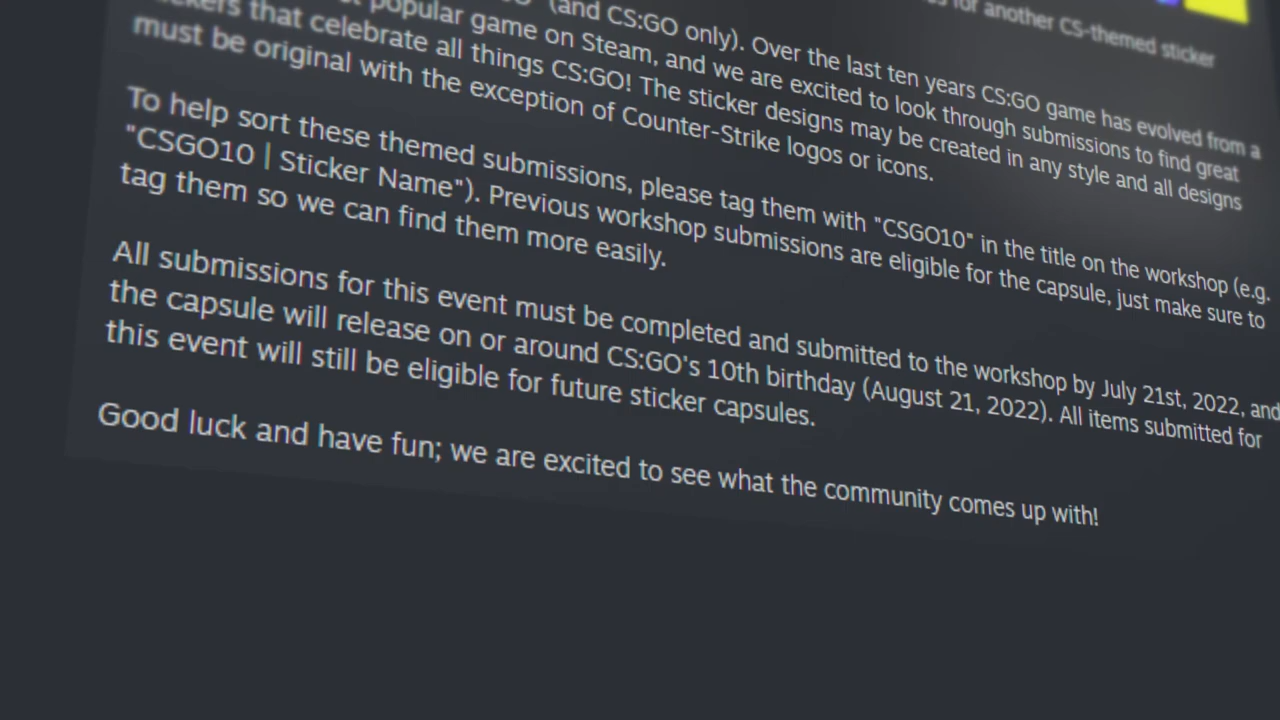 for another CS-themed sticker
(and CS:GO only). Over the last ten years CS:GO game has evolved from a
popular game on Steam, and we are excited to look through submissions to find great
that celebrate all things CS:GO! The sticker designs may be created in any style and all designs
must be original with the exception of Counter-Strike logos or icons.
To help sort these themed submissions, please tag them with "CSGO10" in the title on the workshop (e.g.
"CSGO10 | Sticker Name"). Previous workshop submissions are eligible for the capsule, just make sure to
tag them so we can find them more easily.
All submissions for this event must be completed and submitted to the workshop by July 21st, 2022, and
the capsule will release on or around CS:GO's 10th birthday (August 21, 2022). All items submitted for
this event will still be eligible for future sticker capsules.
Good luck and have fun; we are excited to see what the community comes up with!